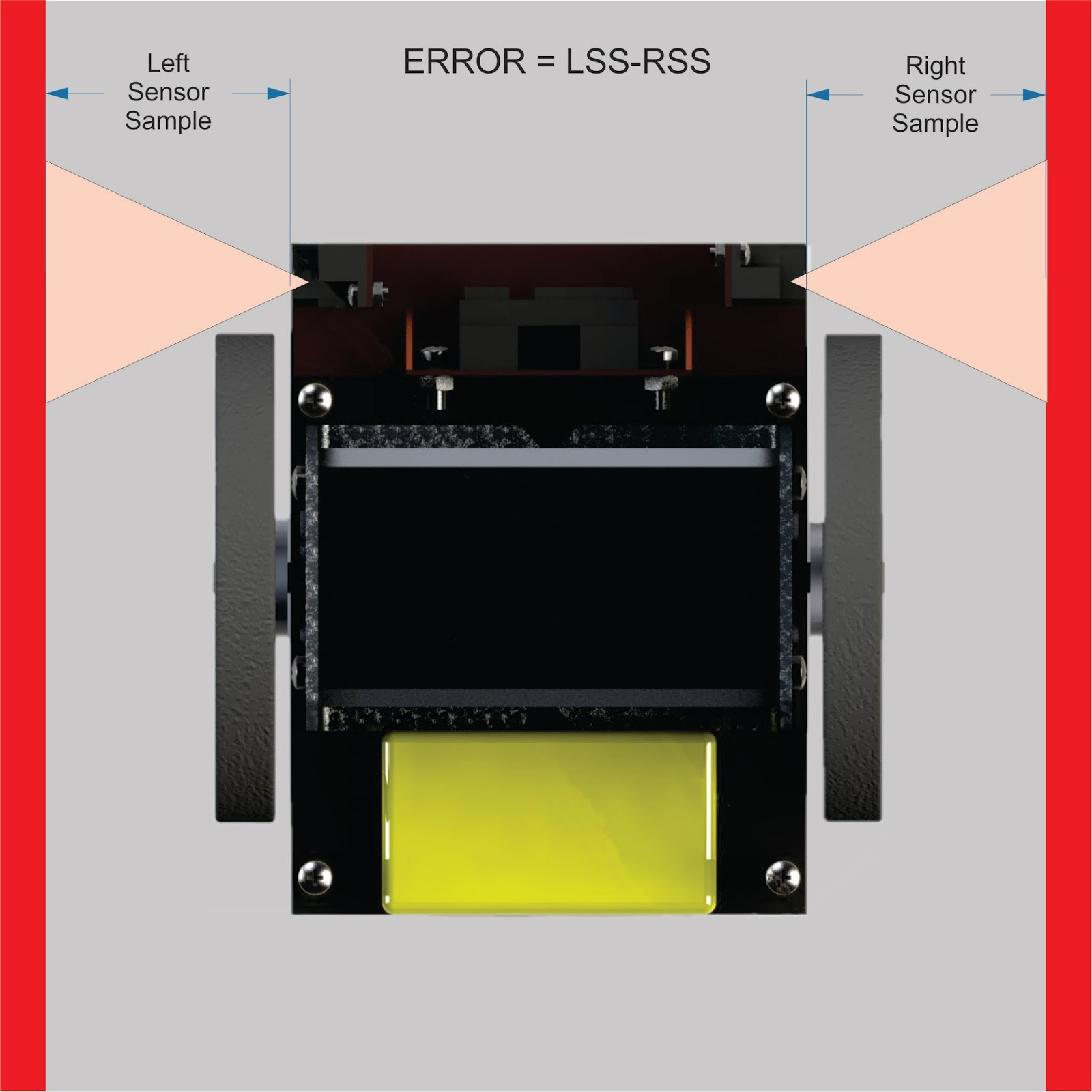 ERROR = LSS-RSS
Left
Sensor
Sample
Right
Sensor
Sample